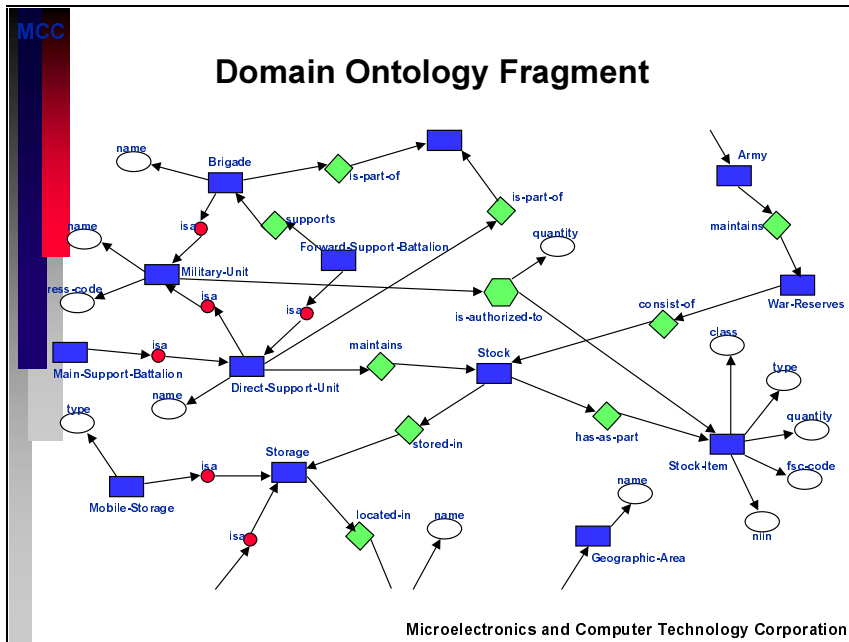 MCC
Domain Ontology Fragment
name
Brigade
is-part-of
Army
is-part-of
supports
isa
name
quantity
maintains
Forward-Support-Battalion
Military-Unit
ress-code
isa
isa
is-authorized-to
War-Reserves
consist-of
class
isa
maintains
Stock
Main-Support-Battalion
Direct-Support-Unit
type
name
type
quantity
has-as-part
stored-in
Storage
isa
Stock-Item
fsc-code
name
Mobile-Storage
located-in
name
isa
niin
Geographic-Area
Microelectronics and Computer Technology Corporation